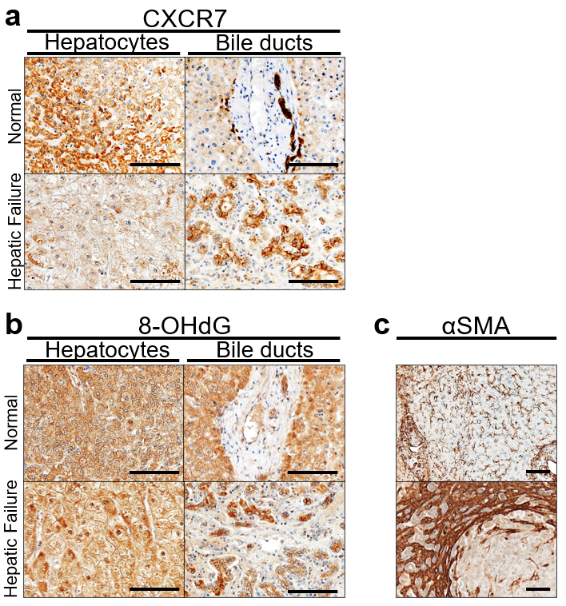 a
CXCR7
Hepatocytes Bile ducts
Normal
Hepatic Failure
b
8-OHdG
Hepatocytes Bile ducts
Normal
Hepatic Failure
c
αSMA